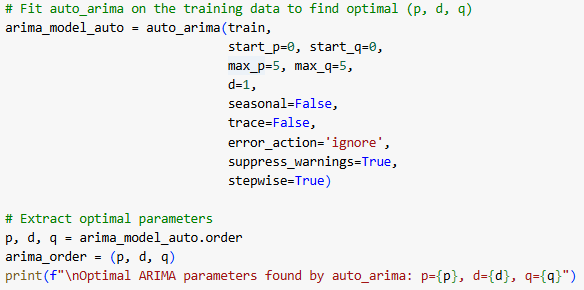 # Fit auto_arima on the training data to find optimal (p, d, q)
arima_model_auto = auto_arima(train,
                              start_p=0, start_q=0,
                              max_p=5, max_q=5,
                              d=1,
                              seasonal=False,
                              trace=False,
                              error_action='ignore',
                              suppress_warnings=True,
                              stepwise=True)

# Extract optimal parameters
p, d, q = arima_model_auto.order
arima_order = (p, d, q)
print(f"\nOptimal ARIMA parameters found by auto_arima: p={p}, d={d}, q={q}")